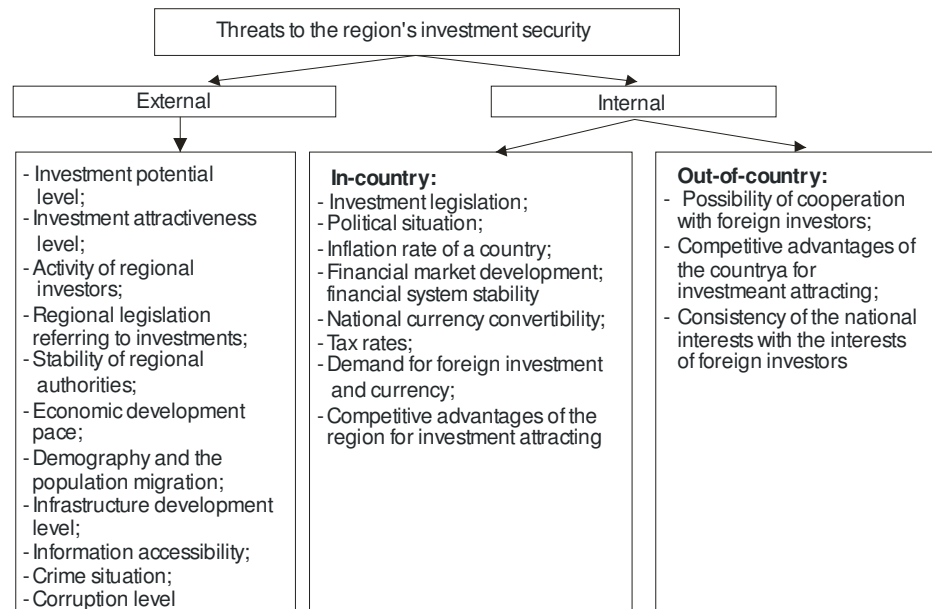 Threats to the region's investment security
External
Internal
- Investment potential
level;
- Investment attractiveness
level;
- Activity of regional
investors;
- Regional legislation
referring to investments;
- Stability of regional
authorities;
- Economic development
pace;
- Demography and the
population migration;
- Infrastructure development
level;
- Information accessibility;
- Crime situation;
- Corruption level
In-country:
- Investment legislation;
- Political situation;
- Inflation rate of a country;
- Financial market development;
financial system stability
- National currency convertibility;
- Tax rates;
- Demand for foreign investment
and currency;
- Competitive advantages of the
region for investment attracting
Out-of-country:
- Possibility of cooperation
with foreign investors;
- Competitive advantages of
the countrya for
investmeant attracting;
- Consistency of the national
interests with the interests
of foreign investors